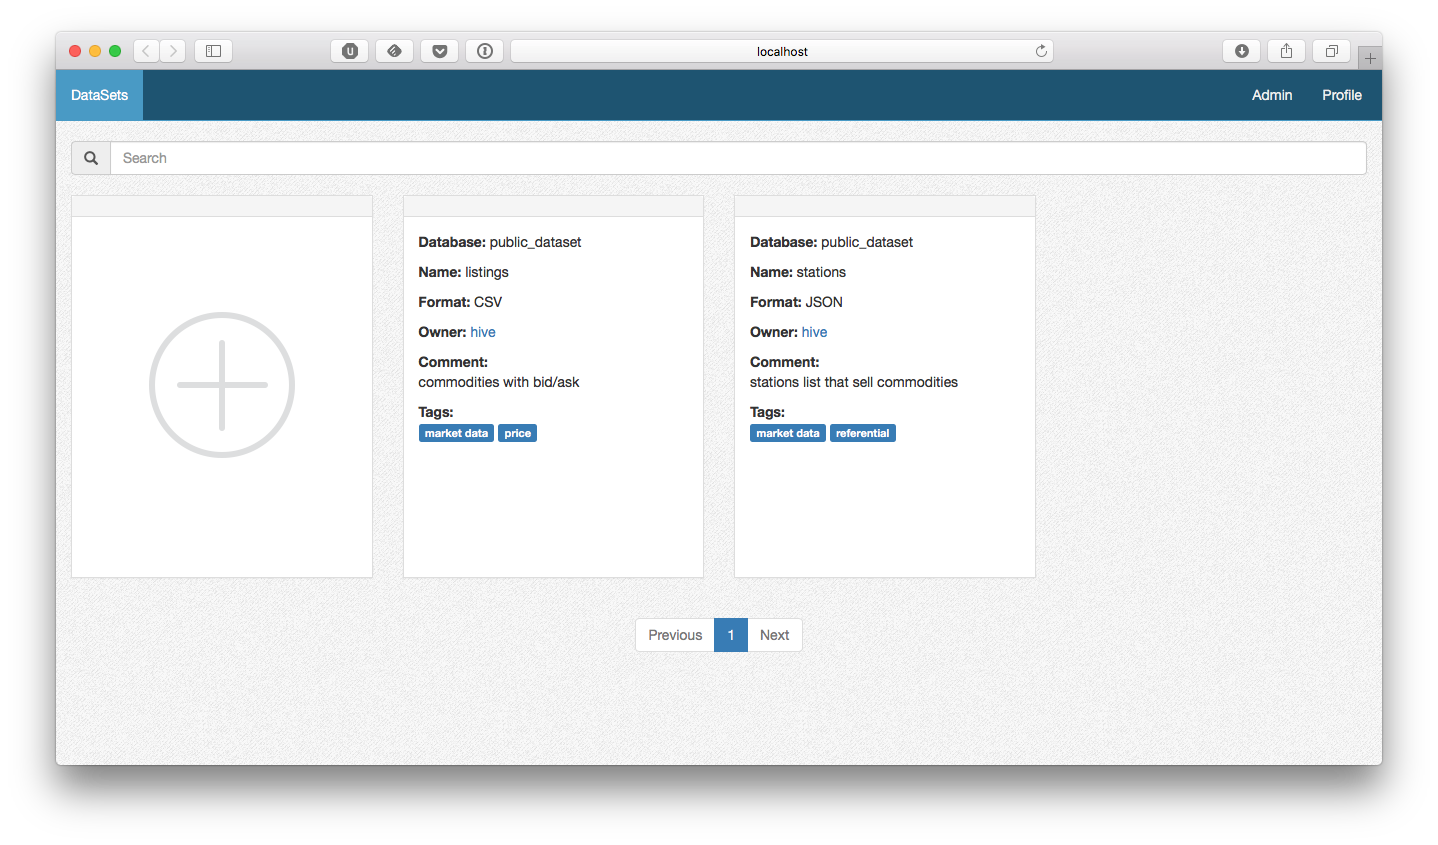 localhost
DataSets
Admin
Profile
Search
Database: public_dataset
Name: listings
Format: CSV
Owner: hive
Comment:
commodities with bid/ask
Tags:
market data price
Database: public_dataset
Name: stations
Format: JSON
Owner: hive
Comment:
stations list that sell commodities
Tags:
market data referential
Previous 1 Next